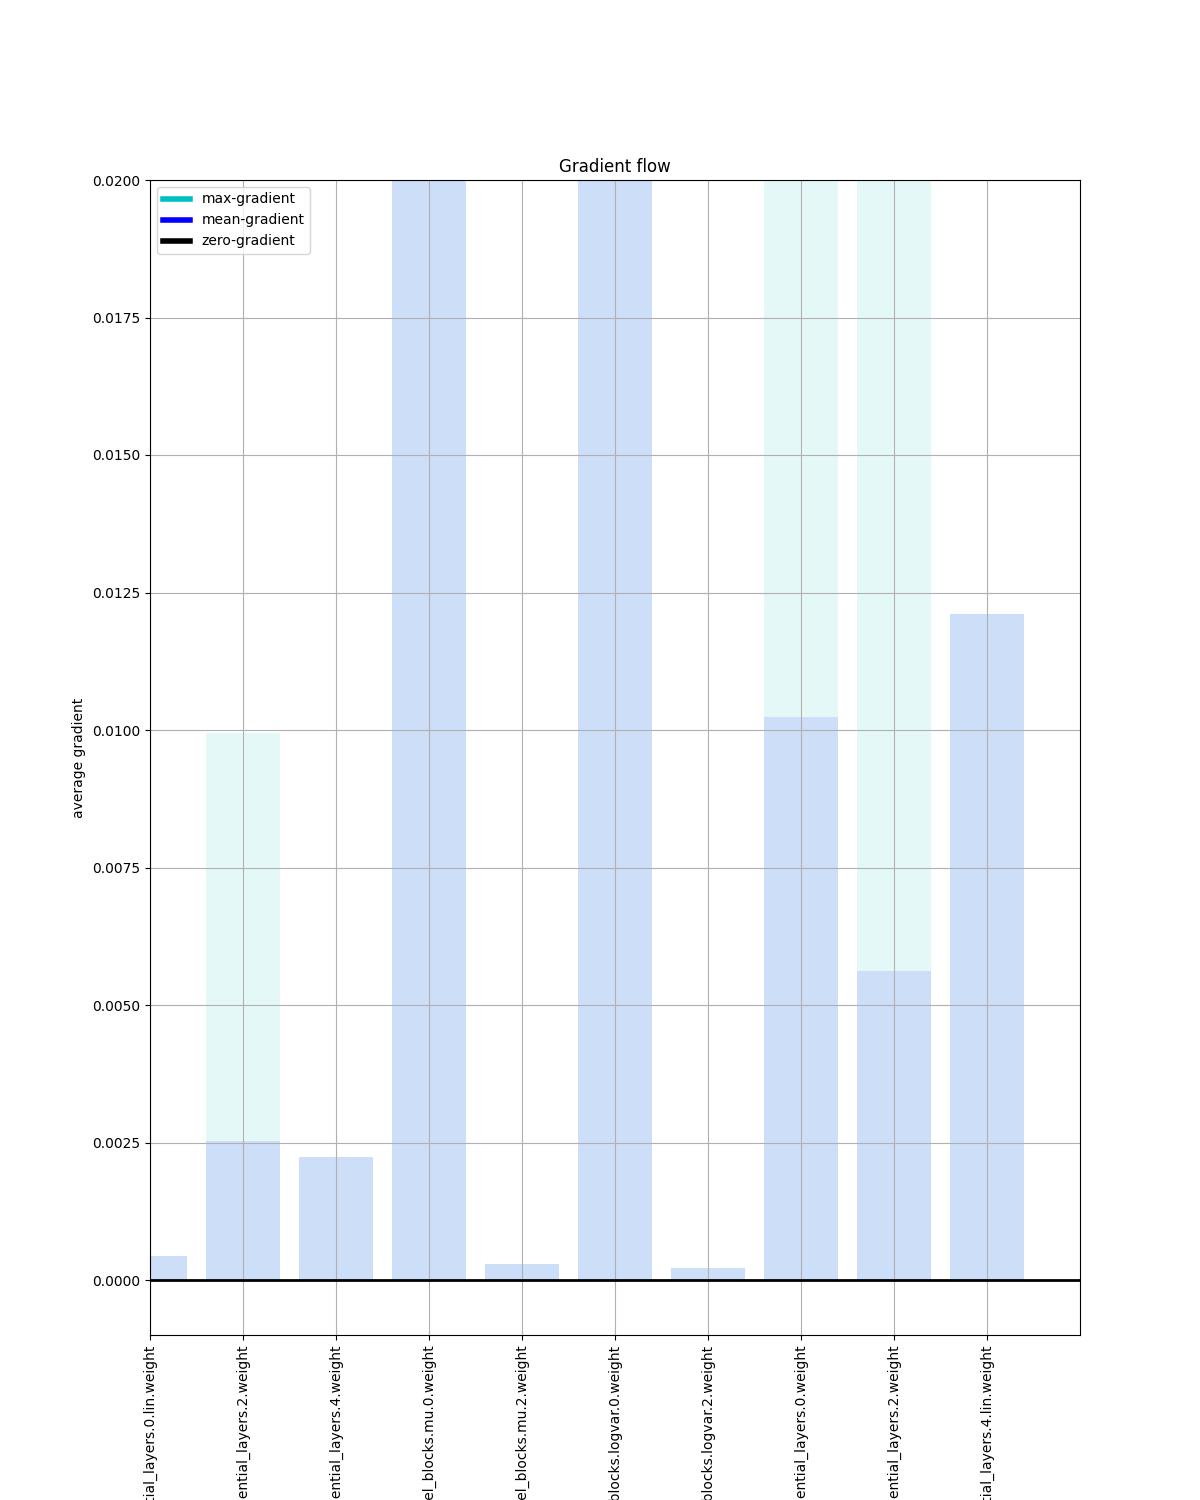 Gradient flow
max-gradient
mean-gradient
zero-gradient
0.0200
0.0175
0.0150
0.0125
0.0100
0.0075
0.0050
0.0025
0.0000
average gradient
tial_layers.0.lin.weight
ential_layers.2.weight
ential_layers.4.weight
el_blocks.mu.0.weight
el_blocks.mu.2.weight
blocks.logvar.0.weight
blocks.logvar.2.weight
ential_layers.0.weight
ential_layers.2.weight
tial_layers.4.lin.weight